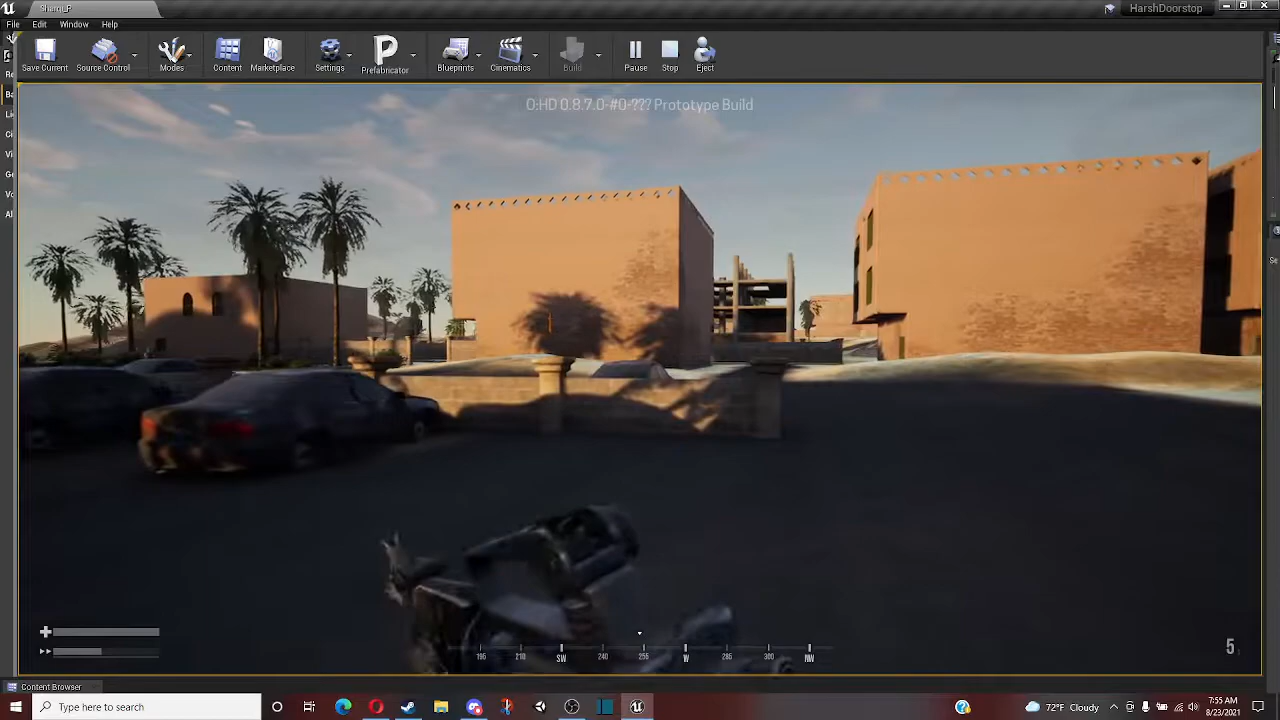 Shurqi_P
HarshDoorstop
File Edit Window Help
Save Current Source Control Modes Content Marketplace Settings Prefabricator Blueprints Cinematics Build Pause Stop Eject
O:HD 0.8.7.0-#0-??? Prototype Build
195 210 SW 240 255 W 285 300 NW
5
Content Browser
Type here to search
72°F Cloudy
7:55 AM
8/23/2021